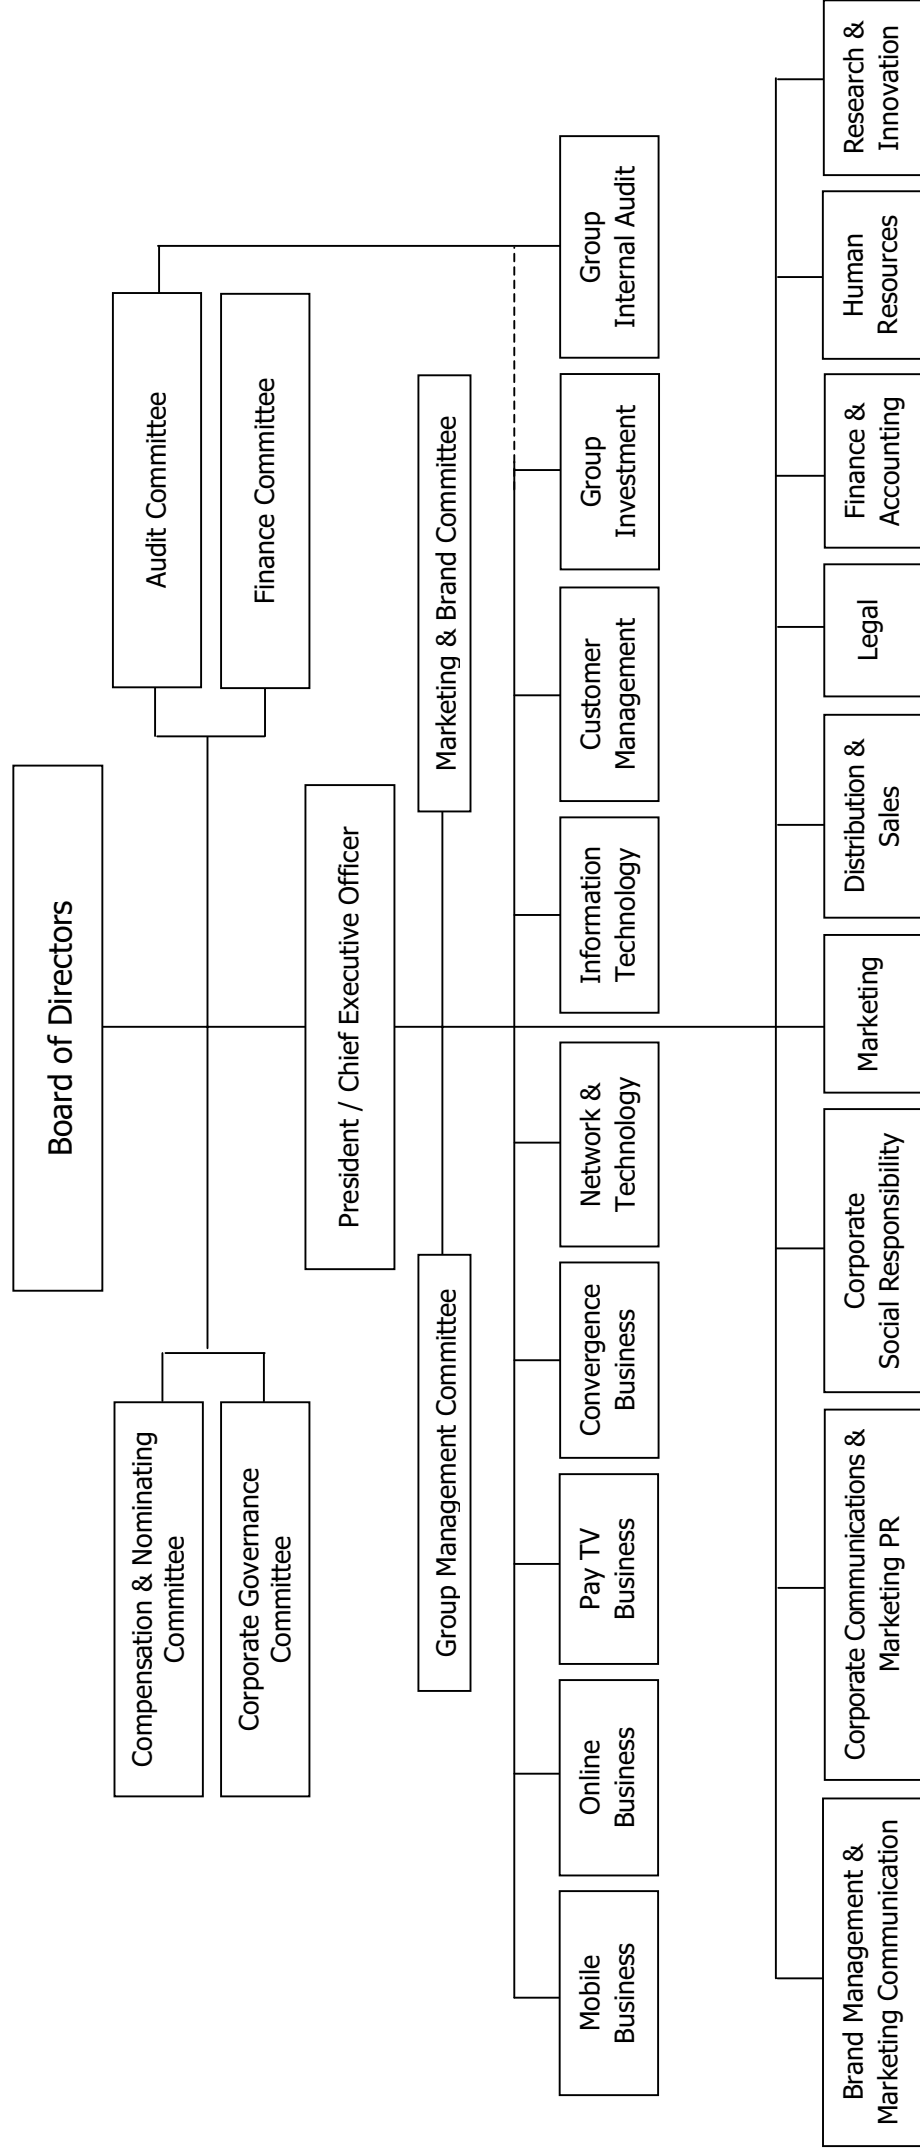 Board of Directors
Compensation & Nominating
Committee
Audit Committee
Corporate Governance
Committee
Finance Committee
President / Chief Executive Officer
Group Management Committee
Marketing & Brand Committee
Mobile
Business
Online
Business
Pay TV
Business
Convergence
Business
Network &
Technology
Information
Technology
Customer
Management
Group
Investment
Group
Internal Audit
Brand Management &
Marketing Communication
Corporate Communications &
Marketing PR
Corporate
Social Responsibility
Marketing
Distribution &
Sales
Legal
Finance &
Accounting
Human
Resources
Research &
Innovation